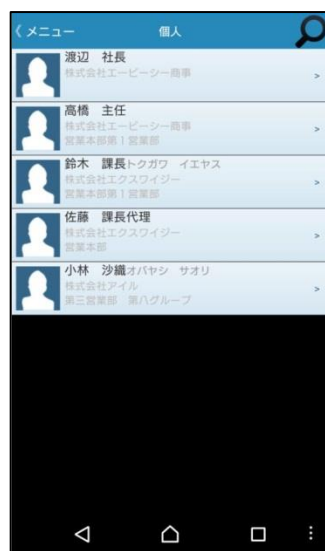 《 メニュー 個人
渡辺 社長
株式会社エービーシー商事
高橋 主任
株式会社エービーシー商事
営業本部第1営業部
鈴木 課長トクガワ イエヤス
株式会社エクスワイジー
営業本部第1営業部
佐藤 課長代理
株式会社エクスワイジー
営業本部
小林 沙織オバヤシ サオリ
株式会社アイル
第三営業部 第八グループ